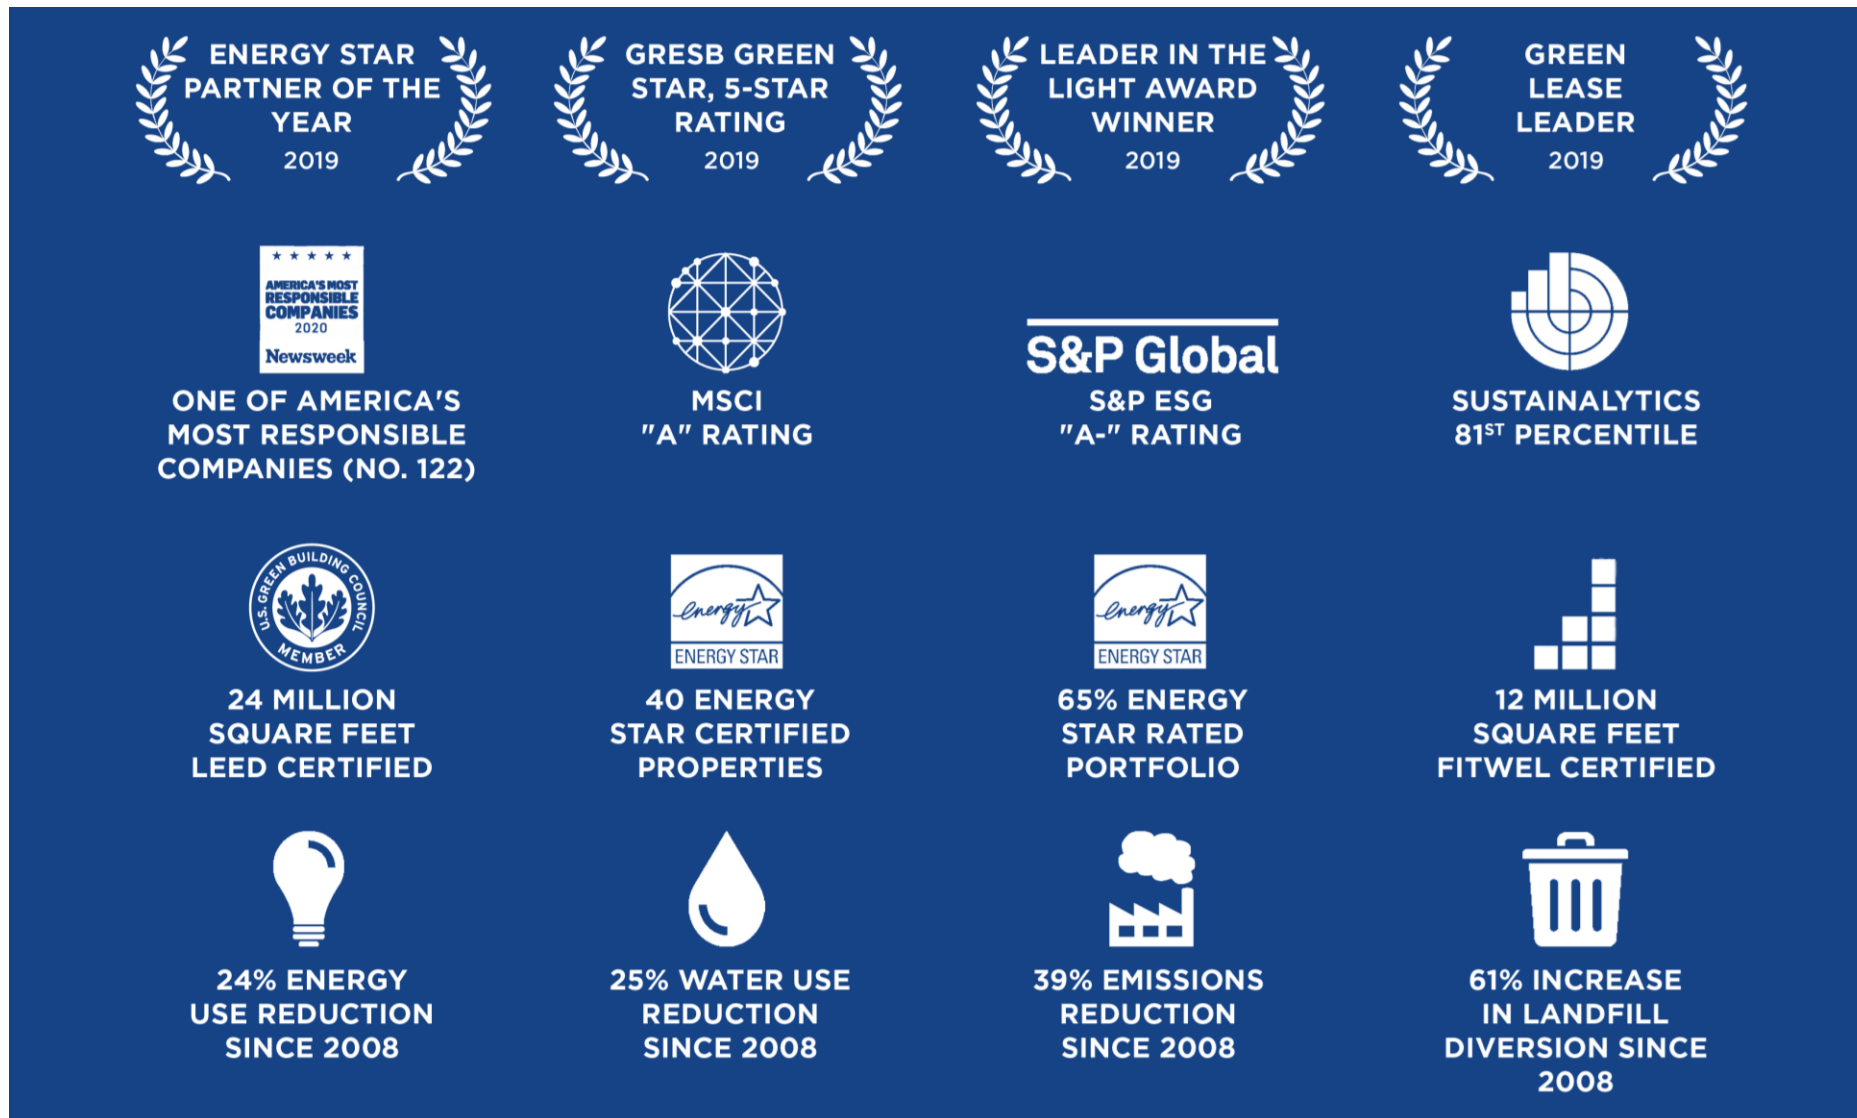 ENERGY STAR
PARTNER OF THE
YEAR
2019
GRESB GREEN
STAR, 5-STAR
RATING
2019
LEADER IN THE
LIGHT AWARD
WINNER
2019
GREEN
LEASE
LEADER
2019
AMERICA'S MOST
RESPONSIBLE
COMPANIES
2020
Newsweek
ONE OF AMERICA'S
MOST RESPONSIBLE
COMPANIES (NO. 122)
MSCI
"A" RATING
S&P Global
S&P ESG
"A-" RATING
SUSTAINALYTICS
81ST PERCENTILE
U.S. GREEN BUILDING COUNCIL
MEMBER
24 MILLION
SQUARE FEET
LEED CERTIFIED
energy
ENERGY STAR
40 ENERGY
STAR CERTIFIED
PROPERTIES
energy
ENERGY STAR
65% ENERGY
STAR RATED
PORTFOLIO
12 MILLION
SQUARE FEET
FITWEL CERTIFIED
24% ENERGY
USE REDUCTION
SINCE 2008
25% WATER USE
REDUCTION
SINCE 2008
39% EMISSIONS
REDUCTION
SINCE 2008
61% INCREASE
IN LANDFILL
DIVERSION SINCE
2008